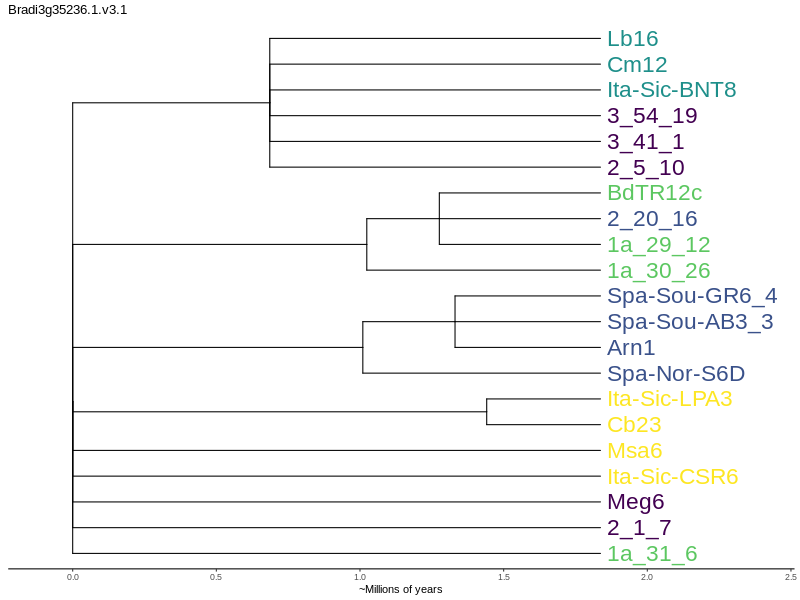 Bradi3g35236.1.v3.1
Lb16
Cm12
Ita-Sic-BNT8
3_54_19
3_41_1
2_5_10
BdTR12c
2_20_16
1a_29_12
1a_30_26
Spa-Sou-GR6_4
Spa-Sou-AB3_3
Arn1
Spa-Nor-S6D
Ita-Sic-LPA3
Cb23
Msa6
Ita-Sic-CSR6
Meg6
2_1_7
1a_31_6
0.0 0.5 1.0 1.5 2.0 2.5
~Millions of years